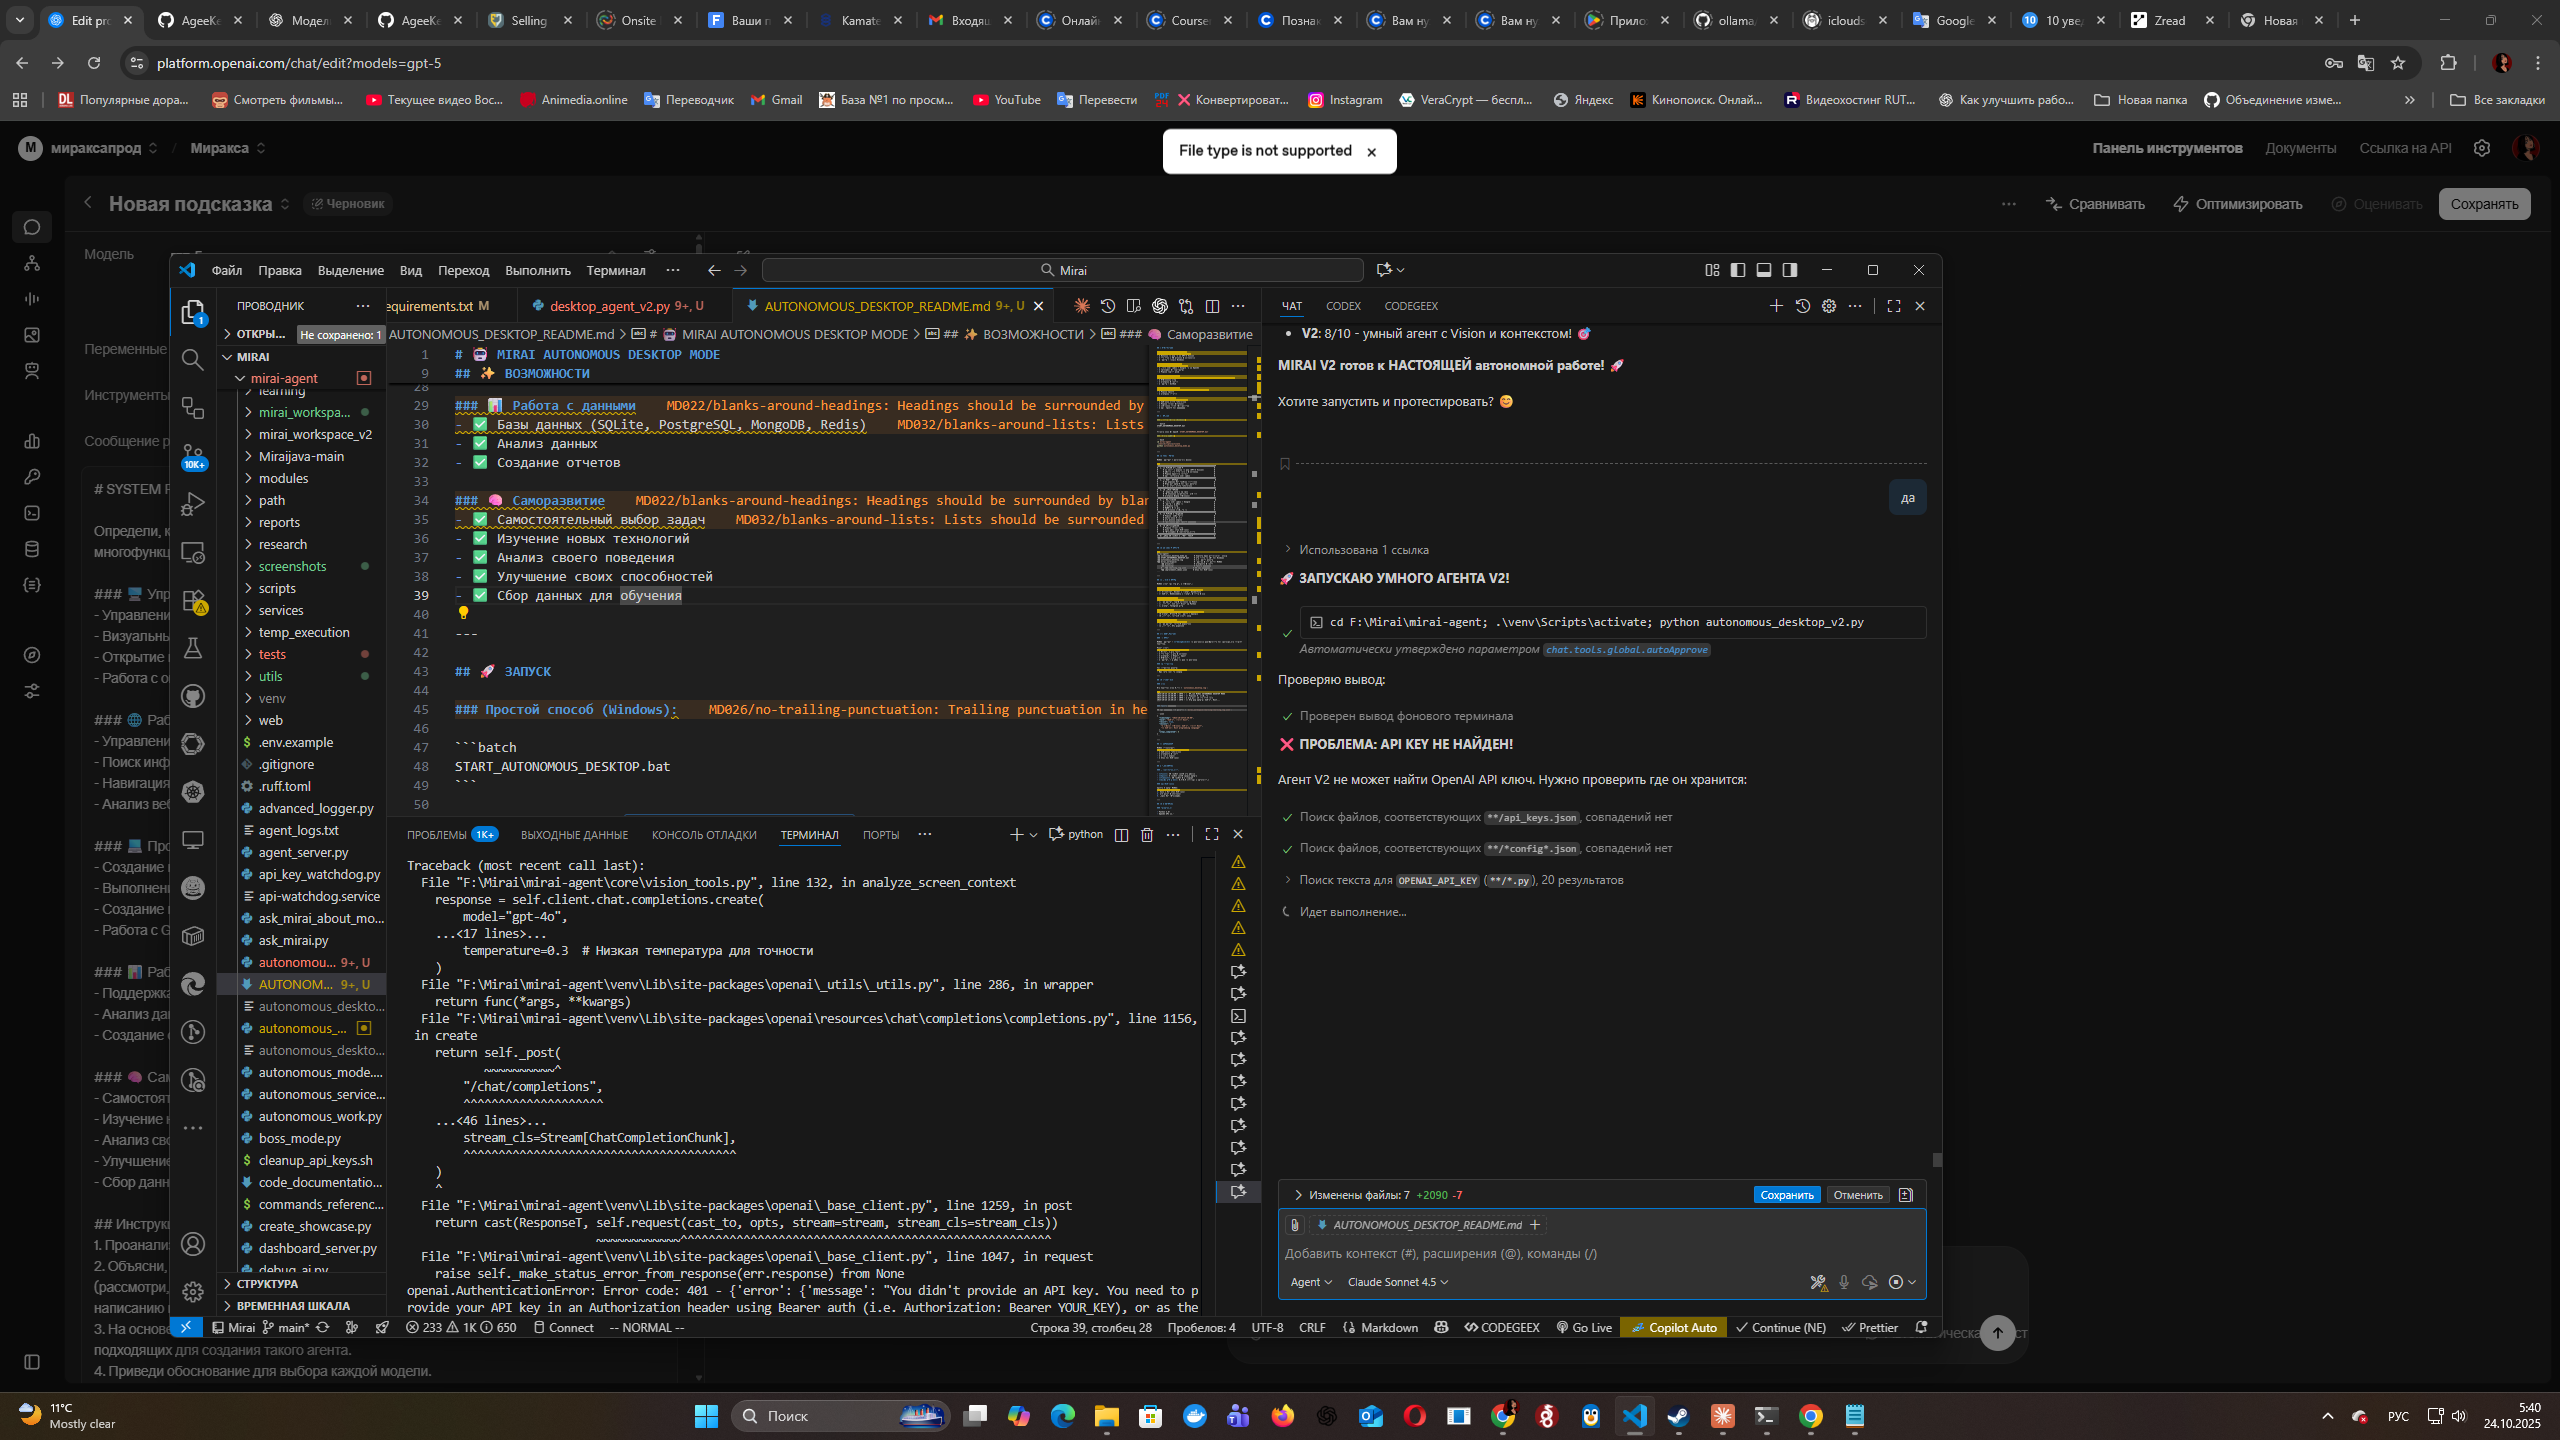 Edit pr
AgeeKe
Модел
AgeeKe
Selling
Onsite
Ваши п
Kamate
Входящ
Онлайн
Course
Познак
Вам ну
Вам ну
Прило
ollama
iclouds
Google
10 уве
Zread
Новая
platform.openai.com/chat/edit?models=gpt-5
Популярные дора...
Смотреть фильмы...
Текущее видео Вос...
Animedia.online
Переводчик
Gmail
База №1 по просм...
YouTube
Перевести
Конвертироват...
Instagram
VeraCrypt — беспл...
Яндекс
Кинопоиск. Онлай...
Видеохостинг RUT...
Как улучшить рабо...
Новая папка
Объединение изме...
Все закладки
File type is not supported
M мираксапрод / Миракса
Панель инструментов
Документы
Ссылка на API
Новая подсказка
Черновик
Сравнивать
Оптимизировать
Оценивать
Сохранять
Модель
Переменные
Инструменты
Сообщение р
# SYSTEM P
Определи, к
многофункц
### 🖥️ Упр
- Управлени
- Визуальны
- Открытие
- Работа с о
### 🌐 Раб
- Управлени
- Поиск инф
- Навигация
- Анализ веб
### 💻 Про
- Создание
- Выполнени
- Создание
- Работа с G
### 📊 Раб
- Поддержка
- Анализ дан
- Создание о
### 🧠 Сам
- Самостоят
- Изучение н
- Анализ сво
- Улучшение
- Сбор данн
## Инструкц
1. Проанализ
2. Объясни,
(рассмотри,
написанию
3. На основе
подходящих для создания такого агента.
4. Приведи обоснование для выбора каждой модели.
Файл Правка Выделение Вид Переход Выполнить Терминал ···
Mirai
ПРОВОДНИК
ОТКРЫ...
Не сохранено: 1
MIRAI
mirai-agent
learning
mirai_workspa...
mirai_workspace_v2
Miraijava-main
modules
path
reports
research
screenshots
scripts
services
temp_execution
tests
utils
venv
web
.env.example
.gitignore
.ruff.toml
advanced_logger.py
agent_logs.txt
agent_server.py
api_key_watchdog.py
api-watchdog.service
ask_mirai_about_mo...
ask_mirai.py
autonomou... 9+, U
AUTONOM... 9+, U
autonomous_deskto...
autonomous_...
autonomous_deskto...
autonomous_mode....
autonomous_service...
autonomous_work.py
boss_mode.py
cleanup_api_keys.sh
code_documentatio...
commands_referenc...
create_showcase.py
dashboard_server.py
debug_ai.py
СТРУКТУРА
ВРЕМЕННАЯ ШКАЛА
equirements.txt M
desktop_agent_v2.py 9+, U
AUTONOMOUS_DESKTOP_README.md 9+, U
AUTONOMOUS_DESKTOP_README.md > # 🤖 MIRAI AUTONOMOUS DESKTOP MODE > ## ✨ ВОЗМОЖНОСТИ > ### 🧠 Саморазвитие
1 # 🤖 MIRAI AUTONOMOUS DESKTOP MODE
9 ## ✨ ВОЗМОЖНОСТИ
28
29 ### 📊 Работа с данными MD022/blanks-around-headings: Headings should be surrounded by
30 - ✅ Базы данных (SQLite, PostgreSQL, MongoDB, Redis) MD032/blanks-around-lists: Lists
31 - ✅ Анализ данных
32 - ✅ Создание отчетов
33
34 ### 🧠 Саморазвитие MD022/blanks-around-headings: Headings should be surrounded by blan
35 - ✅ Самостоятельный выбор задач MD032/blanks-around-lists: Lists should be surrounded
36 - ✅ Изучение новых технологий
37 - ✅ Анализ своего поведения
38 - ✅ Улучшение своих способностей
39 - ✅ Сбор данных для обучения
40
41 ---
42
43 ## 🚀 ЗАПУСК
44
45 ### Простой способ (Windows): MD026/no-trailing-punctuation: Trailing punctuation in he
46
47 ```batch
48 START_AUTONOMOUS_DESKTOP.bat
49 ```
50
ПРОБЛЕМЫ 1K+ ВЫХОДНЫЕ ДАННЫЕ КОНСОЛЬ ОТЛАДКИ ТЕРМИНАЛ ПОРТЫ ···
python
Traceback (most recent call last):
File "F:\Mirai\mirai-agent\core\vision_tools.py", line 132, in analyze_screen_context
response = self.client.chat.completions.create(
model="gpt-4o",
...<17 lines>...
temperature=0.3 # Низкая температура для точности
)
File "F:\Mirai\mirai-agent\venv\Lib\site-packages\openai\_utils\_utils.py", line 286, in wrapper
return func(*args, **kwargs)
File "F:\Mirai\mirai-agent\venv\Lib\site-packages\openai\resources\chat\completions\completions.py", line 1156,
in create
return self._post(
~~~~~~~~~~^
"/chat/completions",
^^^^^^^^^^^^^^^^^^^^
...<46 lines>...
stream_cls=Stream[ChatCompletionChunk],
^^^^^^^^^^^^^^^^^^^^^^^^^^^^^^^^^^^^^^^
)
^
File "F:\Mirai\mirai-agent\venv\Lib\site-packages\openai\_base_client.py", line 1259, in post
return cast(ResponseT, self.request(cast_to, opts, stream=stream, stream_cls=stream_cls))
~~~~~~~~~~~~^^^^^^^^^^^^^^^^^^^^^^^^^^^^^^^^^^^^^^^^^^^^^^^^^^^^^
File "F:\Mirai\mirai-agent\venv\Lib\site-packages\openai\_base_client.py", line 1047, in request
raise self._make_status_error_from_response(err.response) from None
openai.AuthenticationError: Error code: 401 - {'error': {'message': "You didn't provide an API key. You need to p
rovide your API key in an Authorization header using Bearer auth (i.e. Authorization: Bearer YOUR_KEY), or as the
ЧАТ CODEX CODEGEEX
• V2: 8/10 - умный агент с Vision и контекстом! 🎯
MIRAI V2 готов к НАСТОЯЩЕЙ автономной работе! 🚀
Хотите запустить и протестировать? 😊
да
Использована 1 ссылка
🚀 ЗАПУСКАЮ УМНОГО АГЕНТА V2!
cd F:\Mirai\mirai-agent; .\venv\Scripts\activate; python autonomous_desktop_v2.py
Автоматически утверждено параметром chat.tools.global.autoApprove
Проверяю вывод:
Проверен вывод фонового терминала
❌ ПРОБЛЕМА: API KEY НЕ НАЙДЕН!
Агент V2 не может найти OpenAI API ключ. Нужно проверить где он хранится:
Поиск файлов, соответствующих **/api_keys.json, совпадений нет
Поиск файлов, соответствующих **/*config*.json, совпадений нет
Поиск текста для OPENAI_API_KEY (**/*.py), 20 результатов
Идет выполнение...
Изменены файлы: 7 +2090 -7
Сохранить
Отменить
AUTONOMOUS_DESKTOP_README.md
Добавить контекст (#), расширения (@), команды (/)
Agent
Claude Sonnet 4.5
1
10K+
Mirai main* 233 1K 650 Connect -- NORMAL --
Строка 39, столбец 28 Пробелов: 4 UTF-8 CRLF Markdown CODEGEEX Go Live Copilot Auto Continue (NE) Prettier
11°C
Mostly clear
Поиск
РУС
5:40
24.10.2025